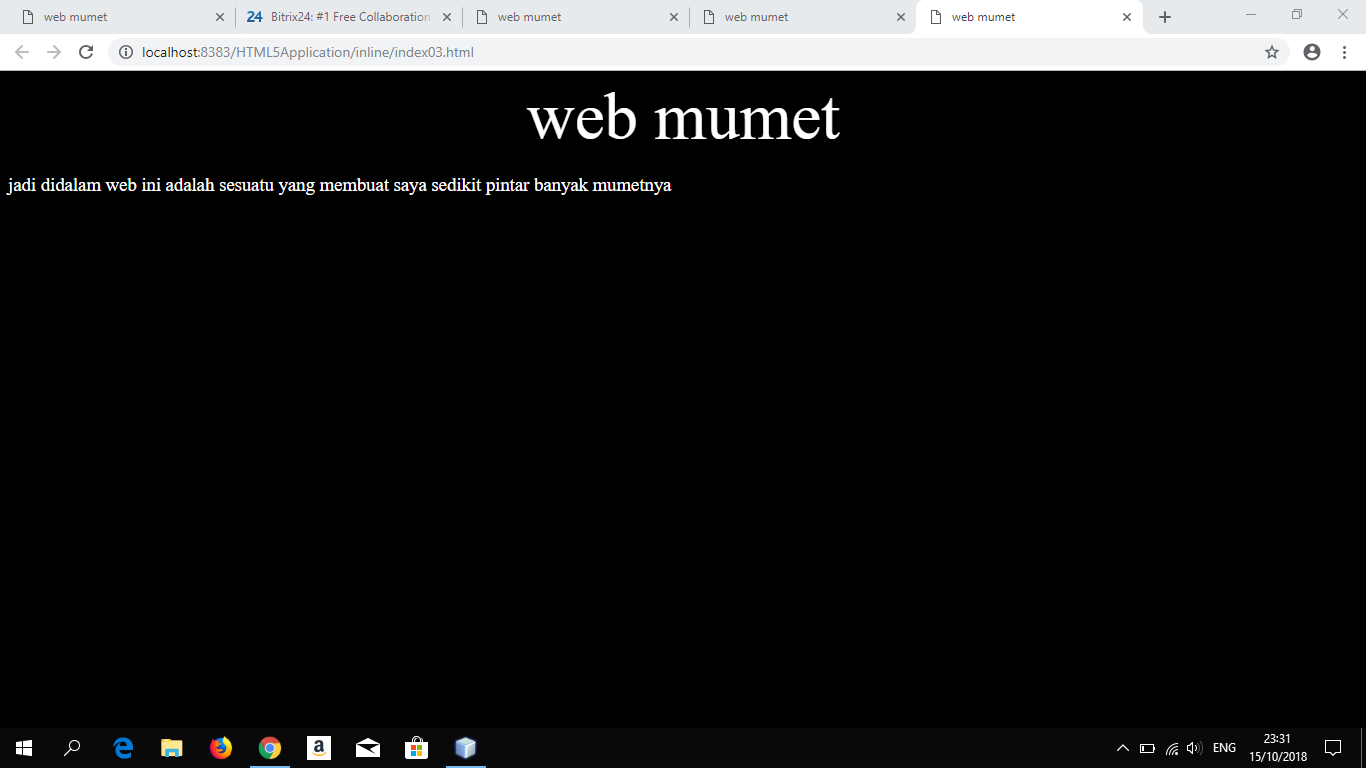 web mumet
24 Bitrix24: #1 Free Collaboration
web mumet
web mumet
web mumet
localhost:8383/HTML5Application/inline/index03.html
web mumet
jadi didalam web ini adalah sesuatu yang membuat saya sedikit pintar banyak mumetnya
ENG
23:31
15/10/2018